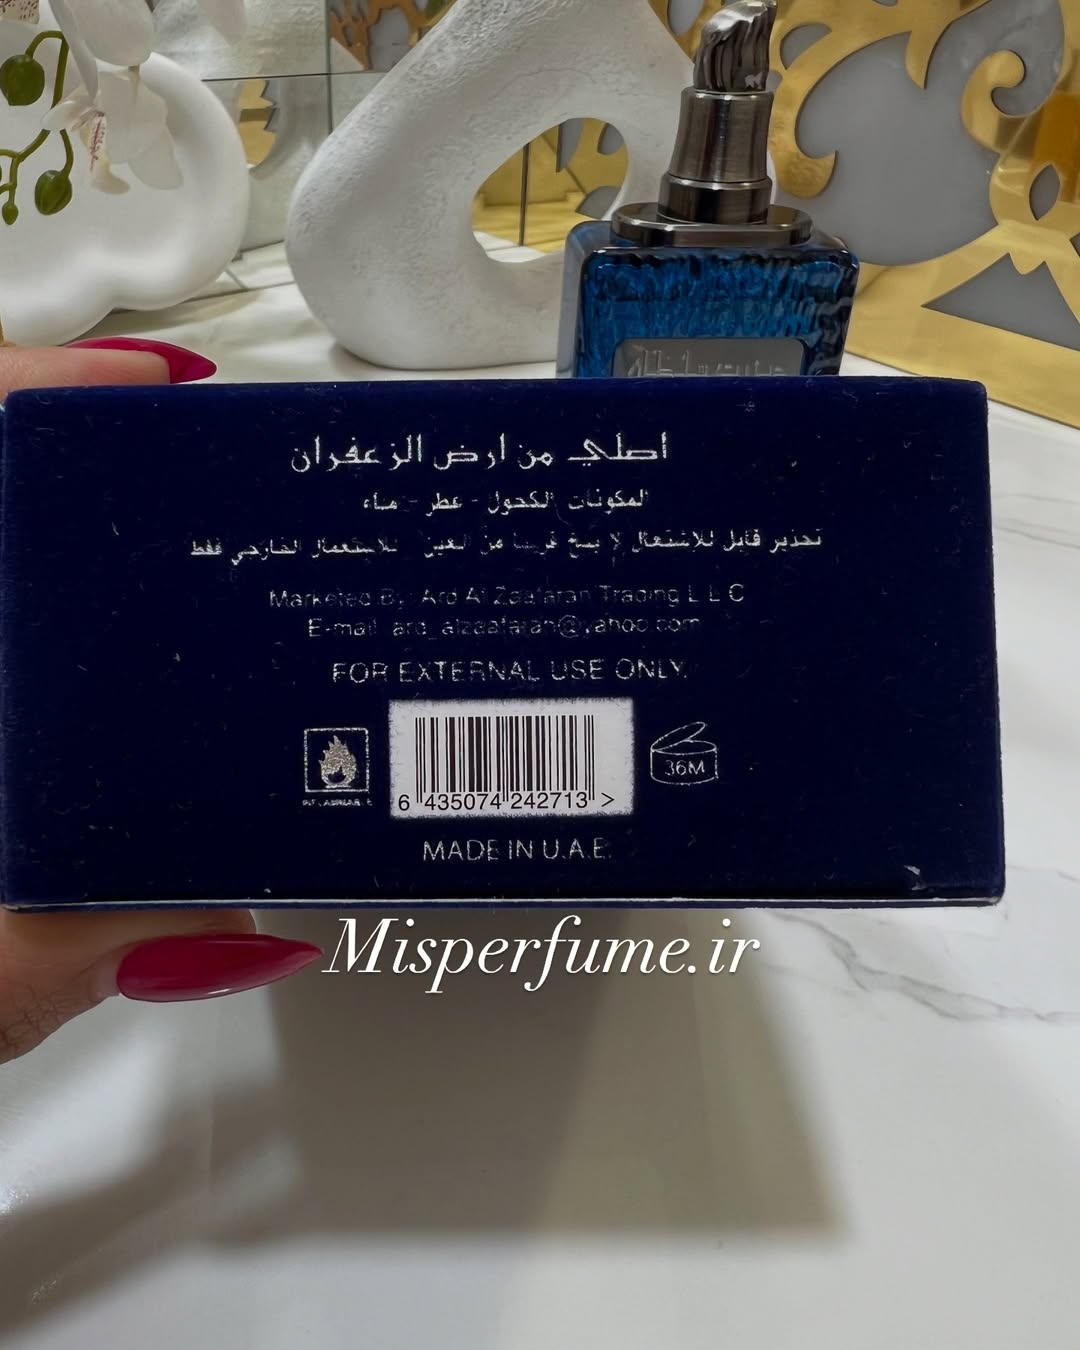 اصلي من ارض الزعفران
المكونات الكحول - عطر - ماء
تحذير قابل للاشتعال لا يبخ قريبا من العين للاستعمال الخارجي فقط
Marketed By: Ard Al Zaafaran Trading L L C
E-mail: ard_alzaafaran@yahoo.com
FOR EXTERNAL USE ONLY.
36M
6 435074 242713 >
MADE IN U.A.E.
Misperfume.ir